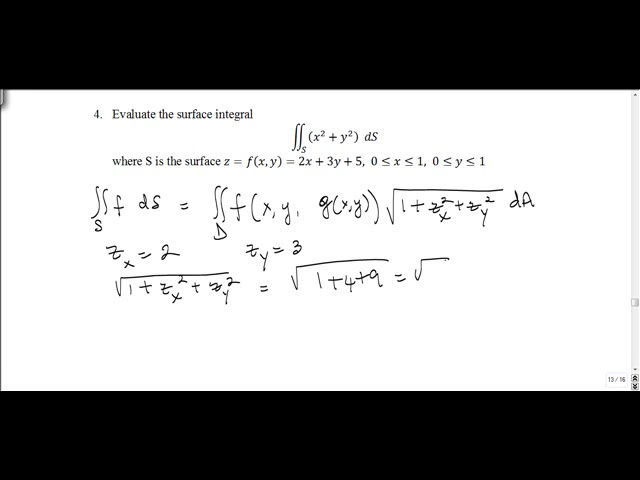 4. Evaluate the surface integral
∬_S (x² + y²) dS
where S is the surface z = f(x, y) = 2x + 3y + 5, 0 ≤ x ≤ 1, 0 ≤ y ≤ 1
∬_S f dS = ∬_D f(x, y, g(x,y)) √(1 + z_x² + z_y²) dA
z_x = 2 z_y = 3
√(1 + z_x² + z_y²) = √(1+4+9) = √
13 / 16